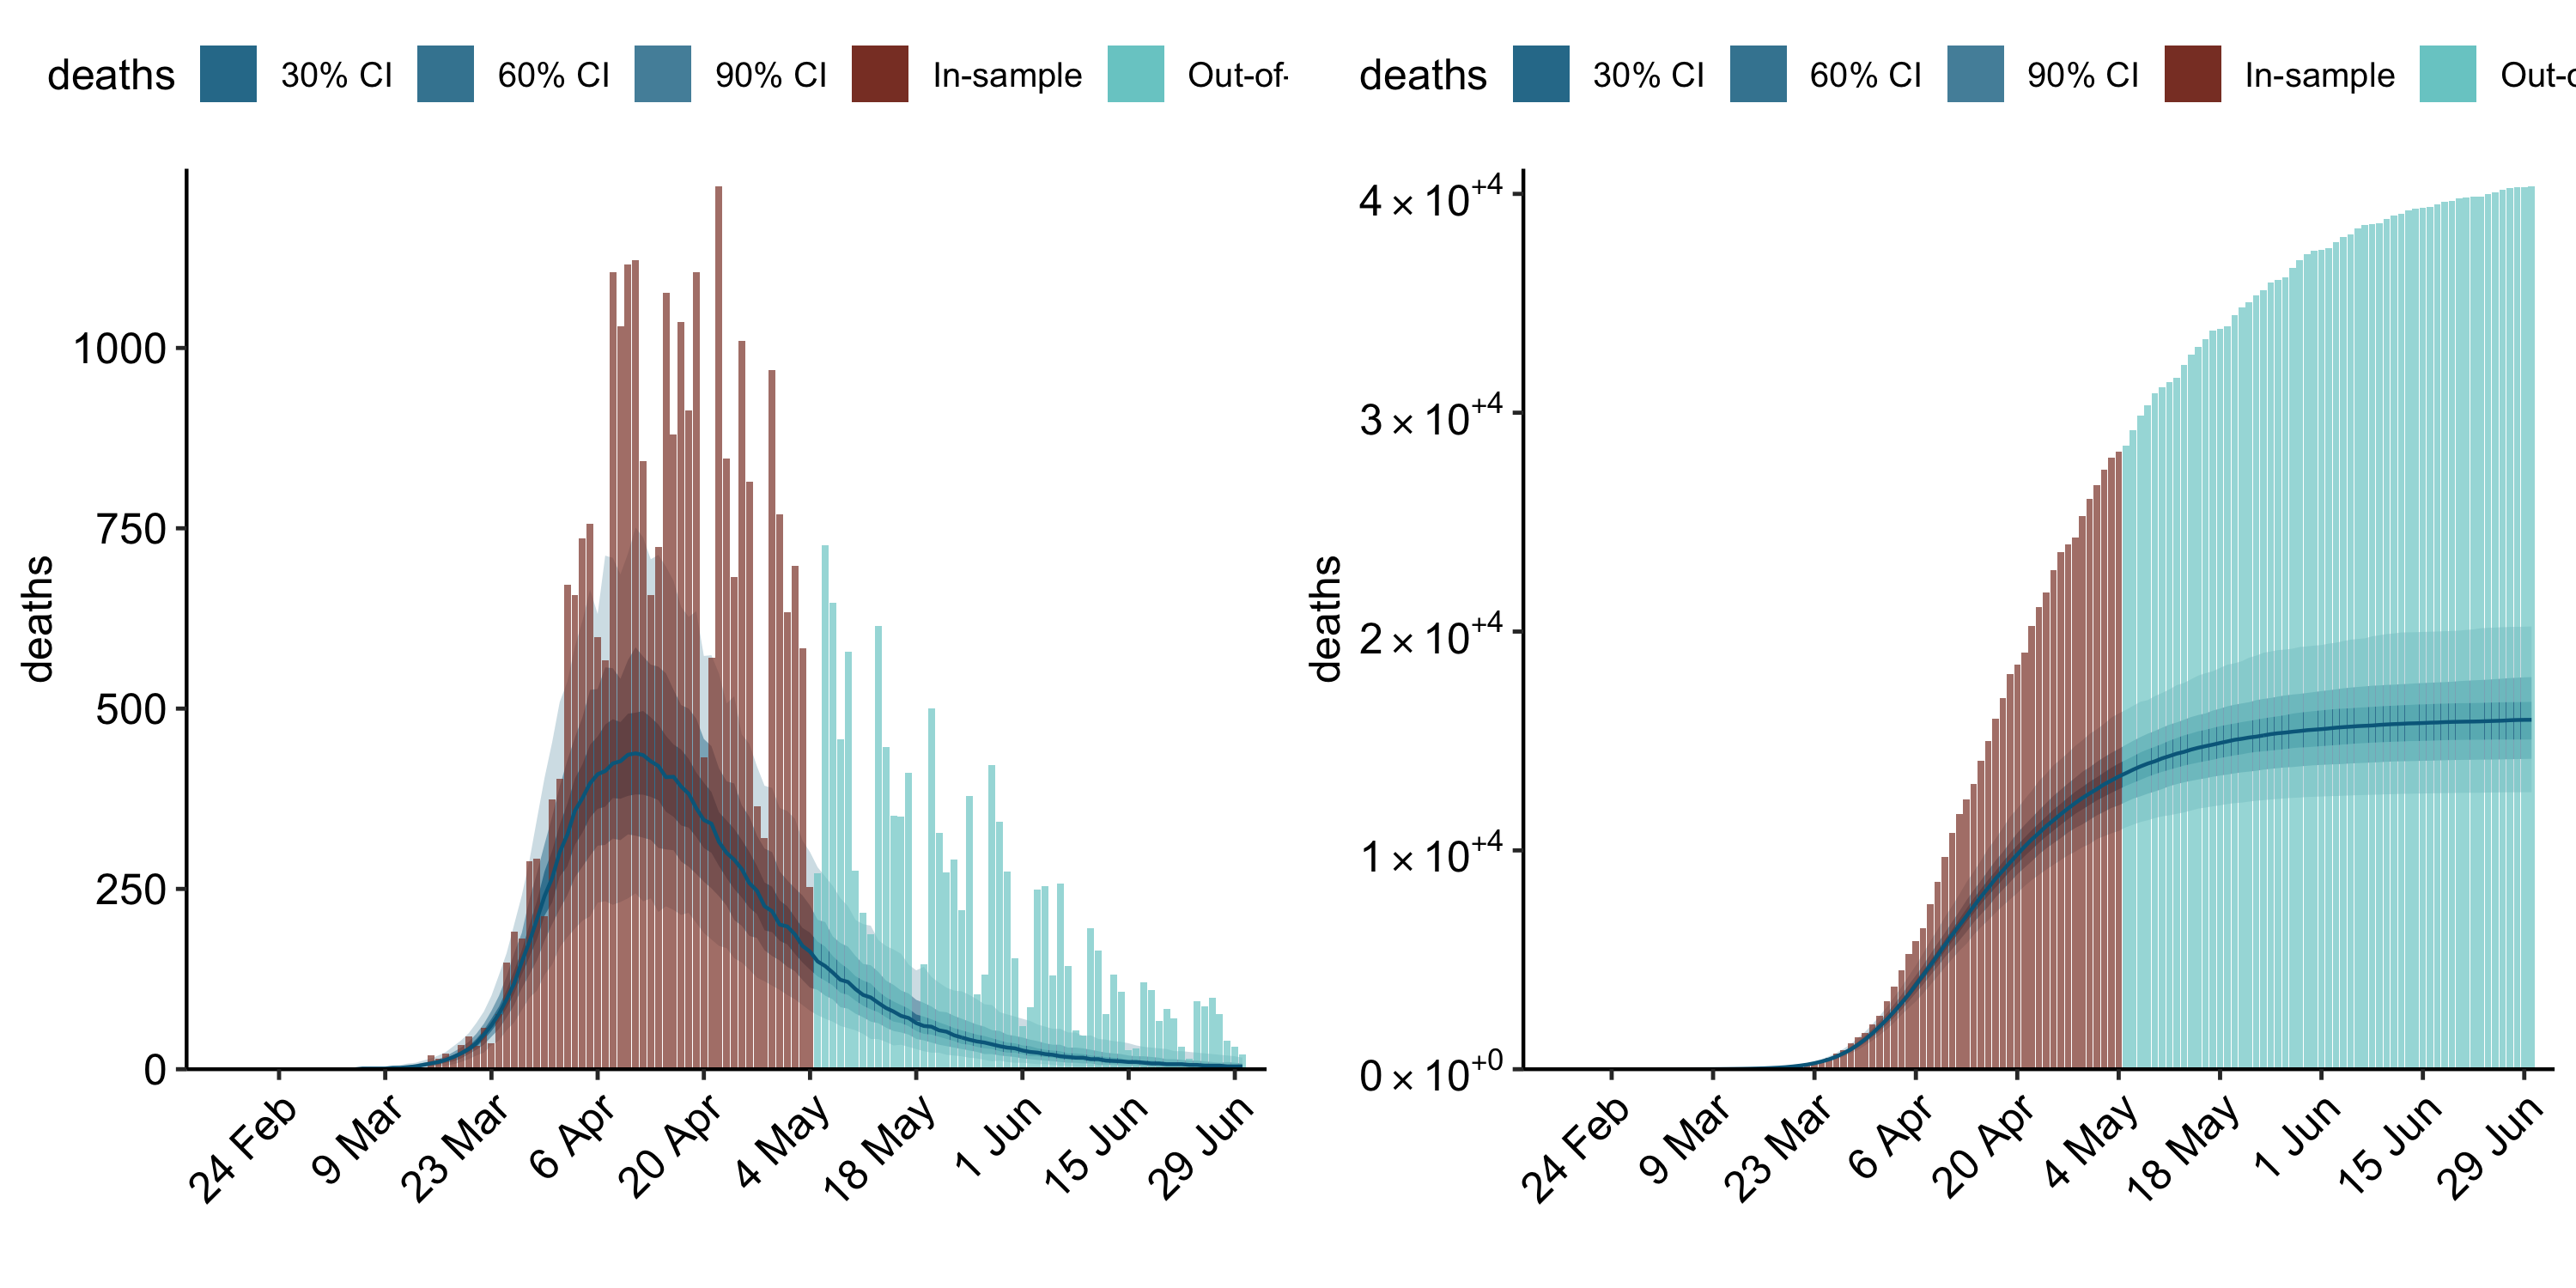 deaths 30% CI 60% CI 90% CI In-sample Out-of-
deaths
1000
750
500
250
0
24 Feb 9 Mar 23 Mar 6 Apr 20 Apr 4 May 18 May 1 Jun 15 Jun 29 Jun
deaths 30% CI 60% CI 90% CI In-sample Out-o
deaths
4 × 10⁺⁴
3 × 10⁺⁴
2 × 10⁺⁴
1 × 10⁺⁴
0 × 10⁺⁰
24 Feb 9 Mar 23 Mar 6 Apr 20 Apr 4 May 18 May 1 Jun 15 Jun 29 Jun